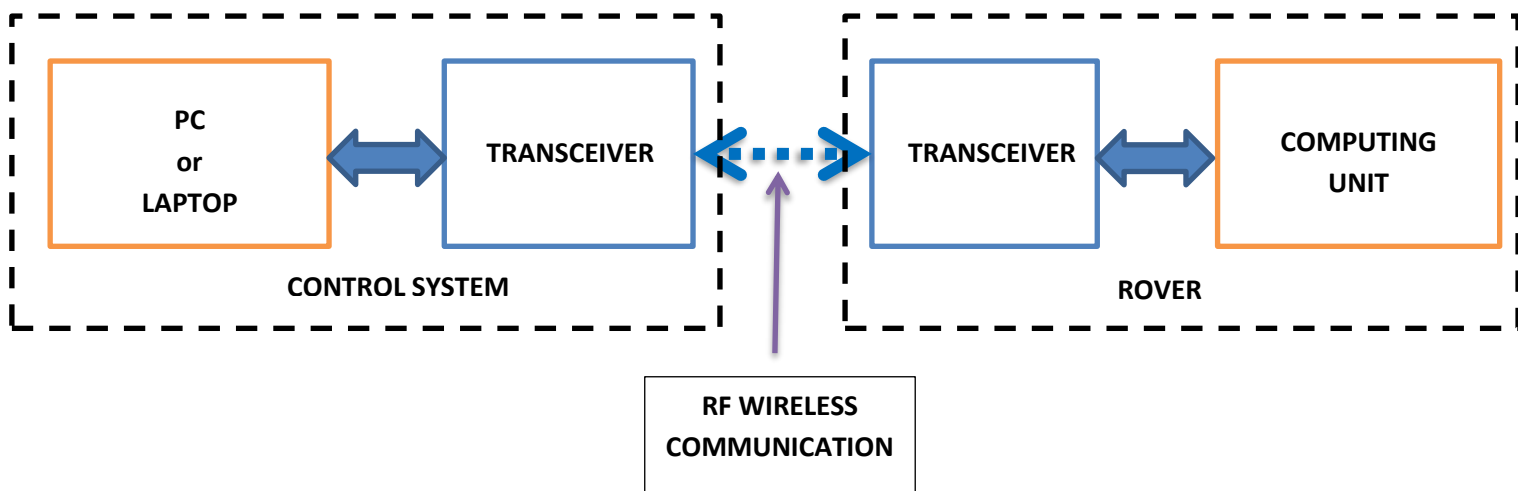 PC
or
LAPTOP
TRANSCEIVER
CONTROL SYSTEM
TRANSCEIVER
COMPUTING
UNIT
ROVER
RF WIRELESS
COMMUNICATION